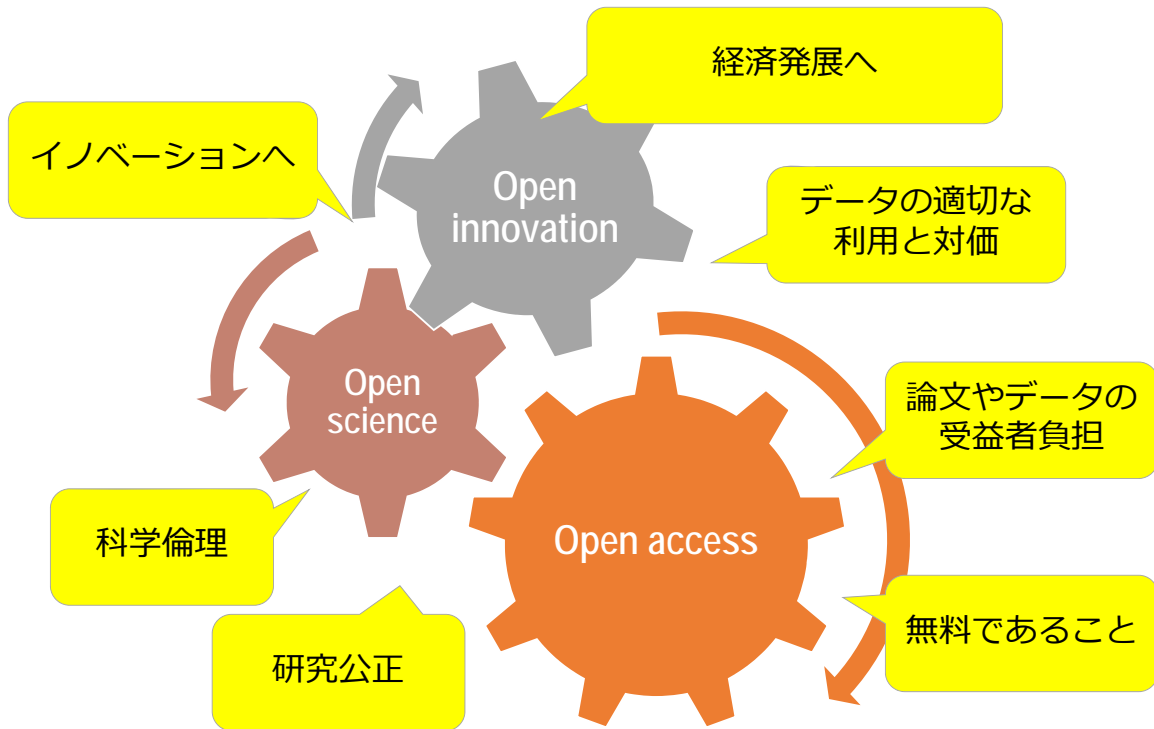 経済発展へ
イノベーションへ
Open
innovation
データの適切な
利用と対価
Open
science
論文やデータの
受益者負担
科学倫理
Open access
無料であること
研究公正